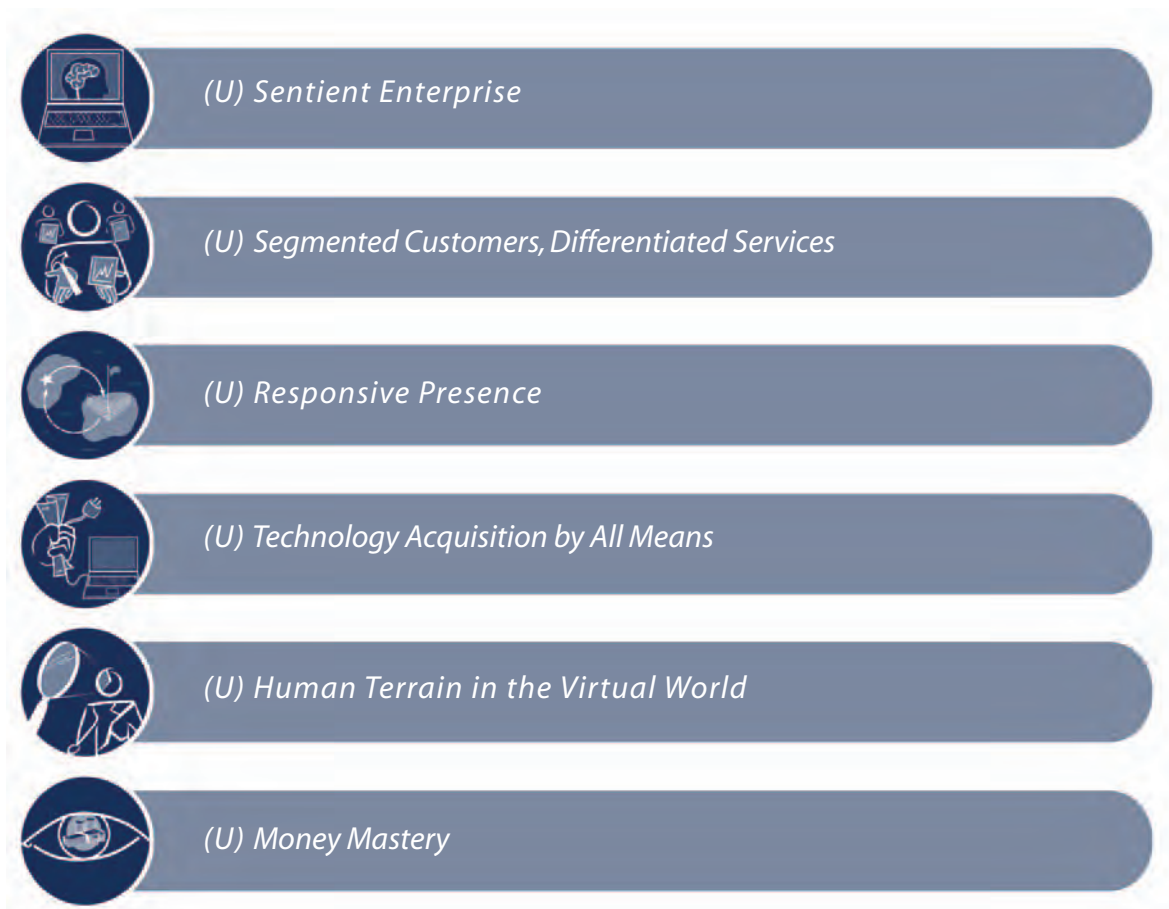 (U) Sentient Enterprise
(U) Segmented Customers, Differentiated Services
(U) Responsive Presence
(U) Technology Acquisition by All Means
(U) Human Terrain in the Virtual World
(U) Money Mastery